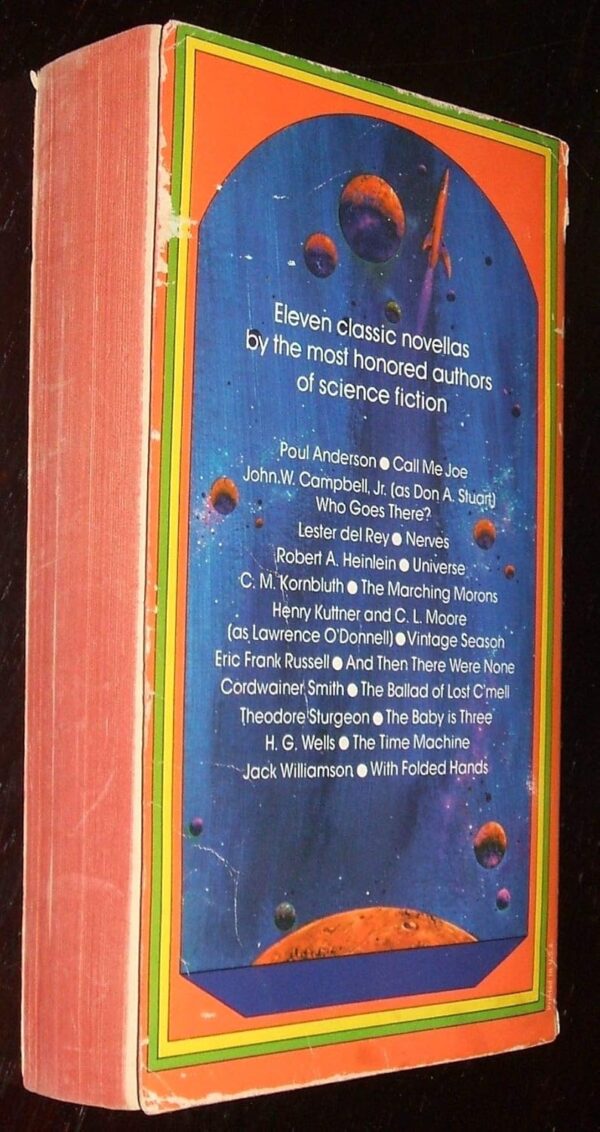 Eleven classic novellas
by the most honored authors
of science fiction
Poul Anderson ● Call Me Joe
John.W. Campbell, Jr. (as Don A. Stuart)
Who Goes There?
Lester del Rey ● Nerves
Robert A. Heinlein ● Universe
C. M. Kornbluth ● The Marching Morons
Henry Kuttner and C. L. Moore
(as Lawrence O'Donnell) ● Vintage Season
Eric Frank Russell ● And Then There Were None
Cordwainer Smith ● The Ballad of Lost C'mell
Theodore Sturgeon ● The Baby is Three
H. G. Wells ● The Time Machine
Jack Williamson ● With Folded Hands
Printed in U.S.A.